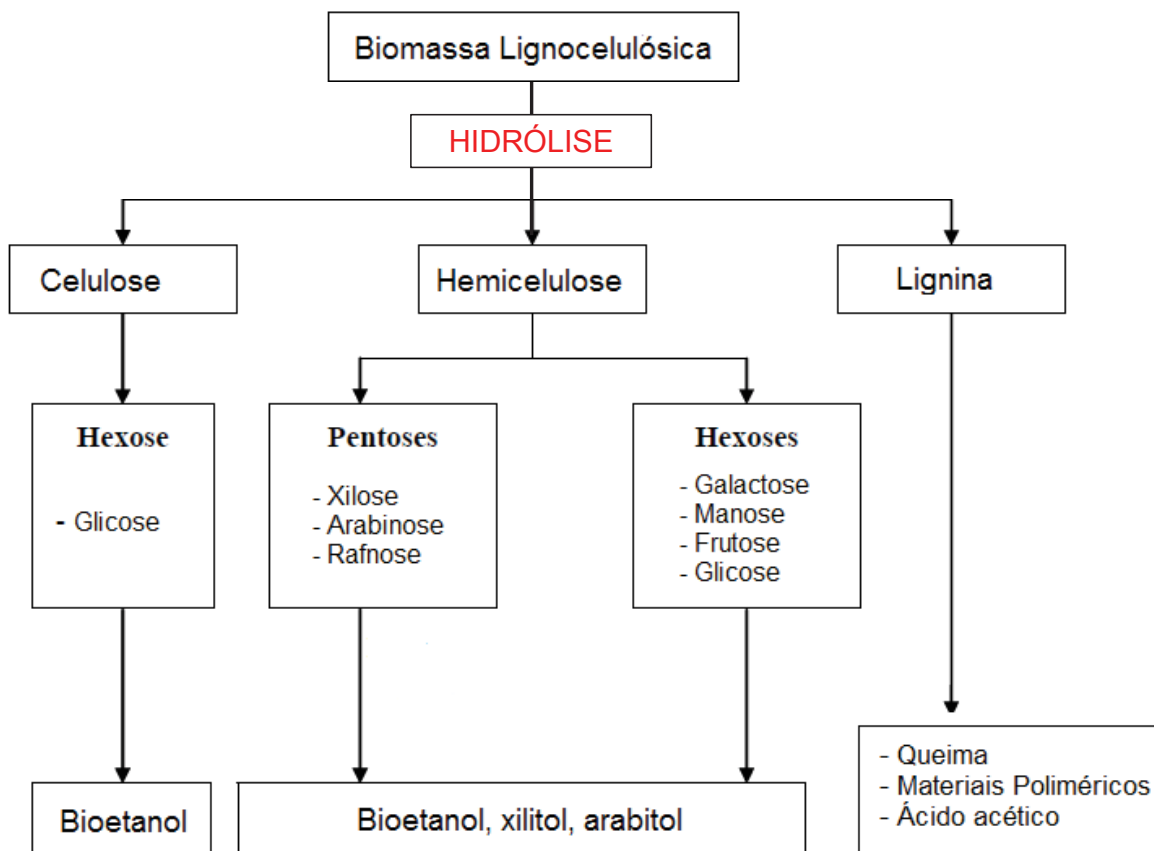 Biomassa Lignocelulósica
HIDRÓLISE
Celulose
Hemicelulose
Lignina
Hexose
- Glicose
Pentoses
- Xilose
- Arabinose
- Rafnose
Hexoses
- Galactose
- Manose
- Frutose
- Glicose
Bioetanol
Bioetanol, xilitol, arabitol
- Queima
- Materiais Poliméricos
- Ácido acético